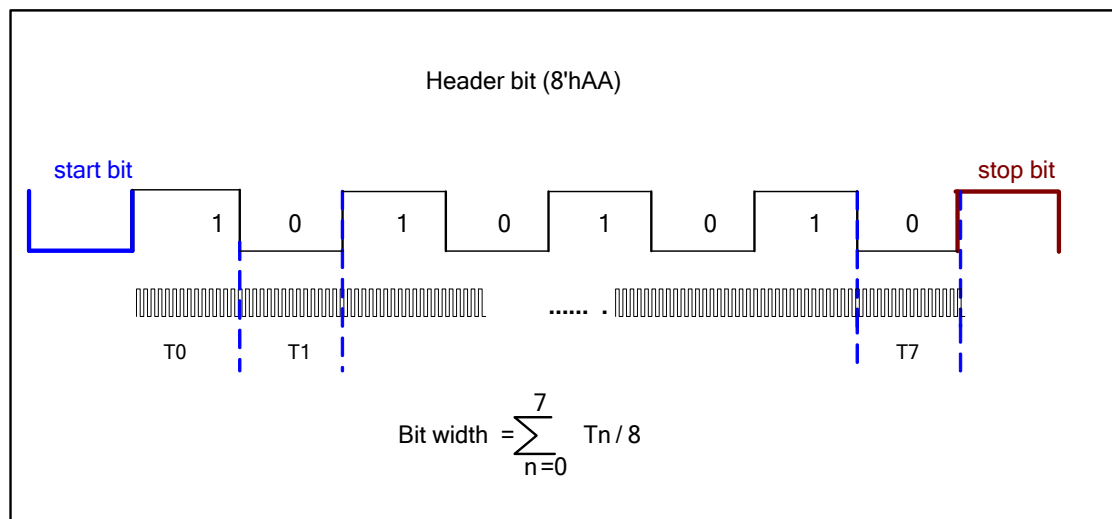 Header bit (8'hAA)
start bit
stop bit
1 0 1 0 1 0 1 0
...... .
T0 T1 T7
7
Bit width = ∑ Tn / 8
n=0